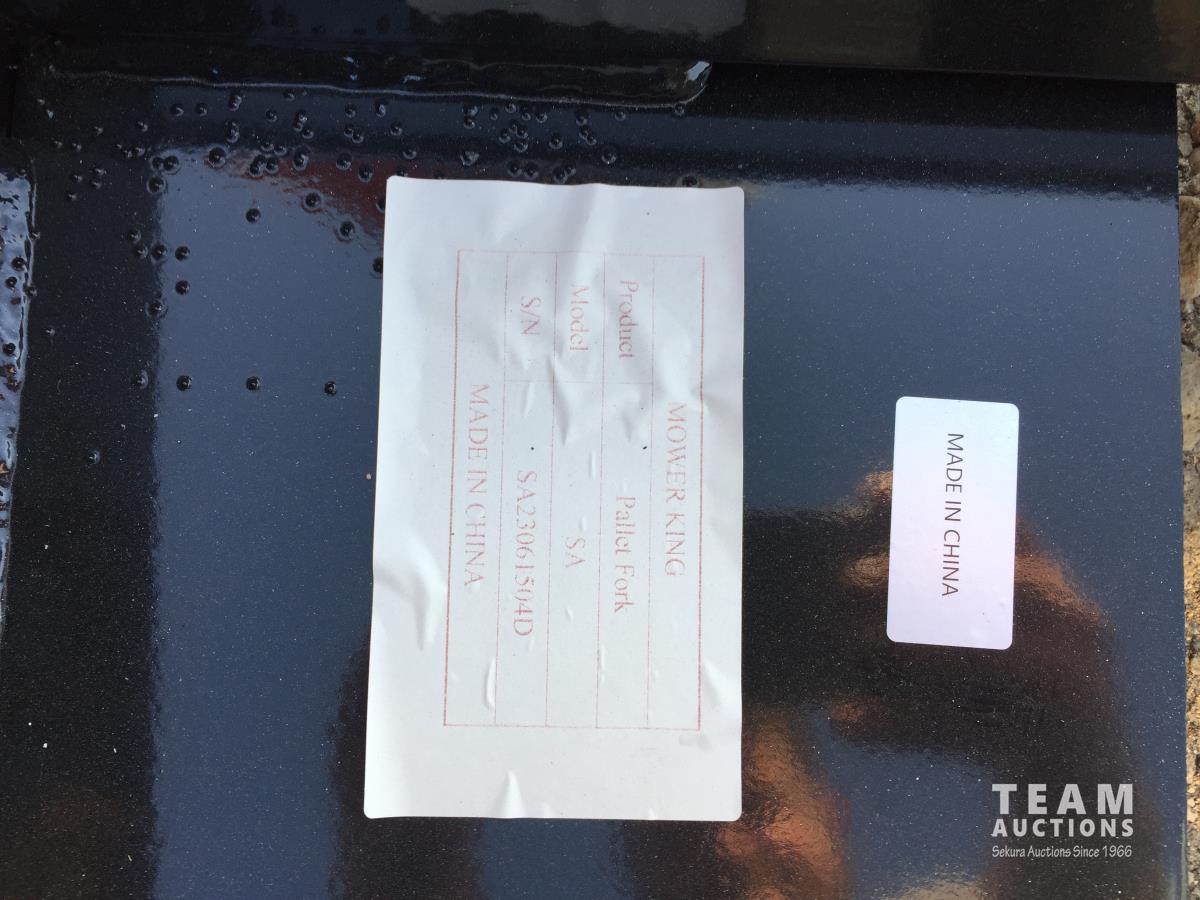 MOWER KING
Product Pallet Fork
Model SA
S/N SA23061504D
MADE IN CHINA
MADE IN CHINA
TEAM
AUCTIONS
Sekura Auctions Since 1966